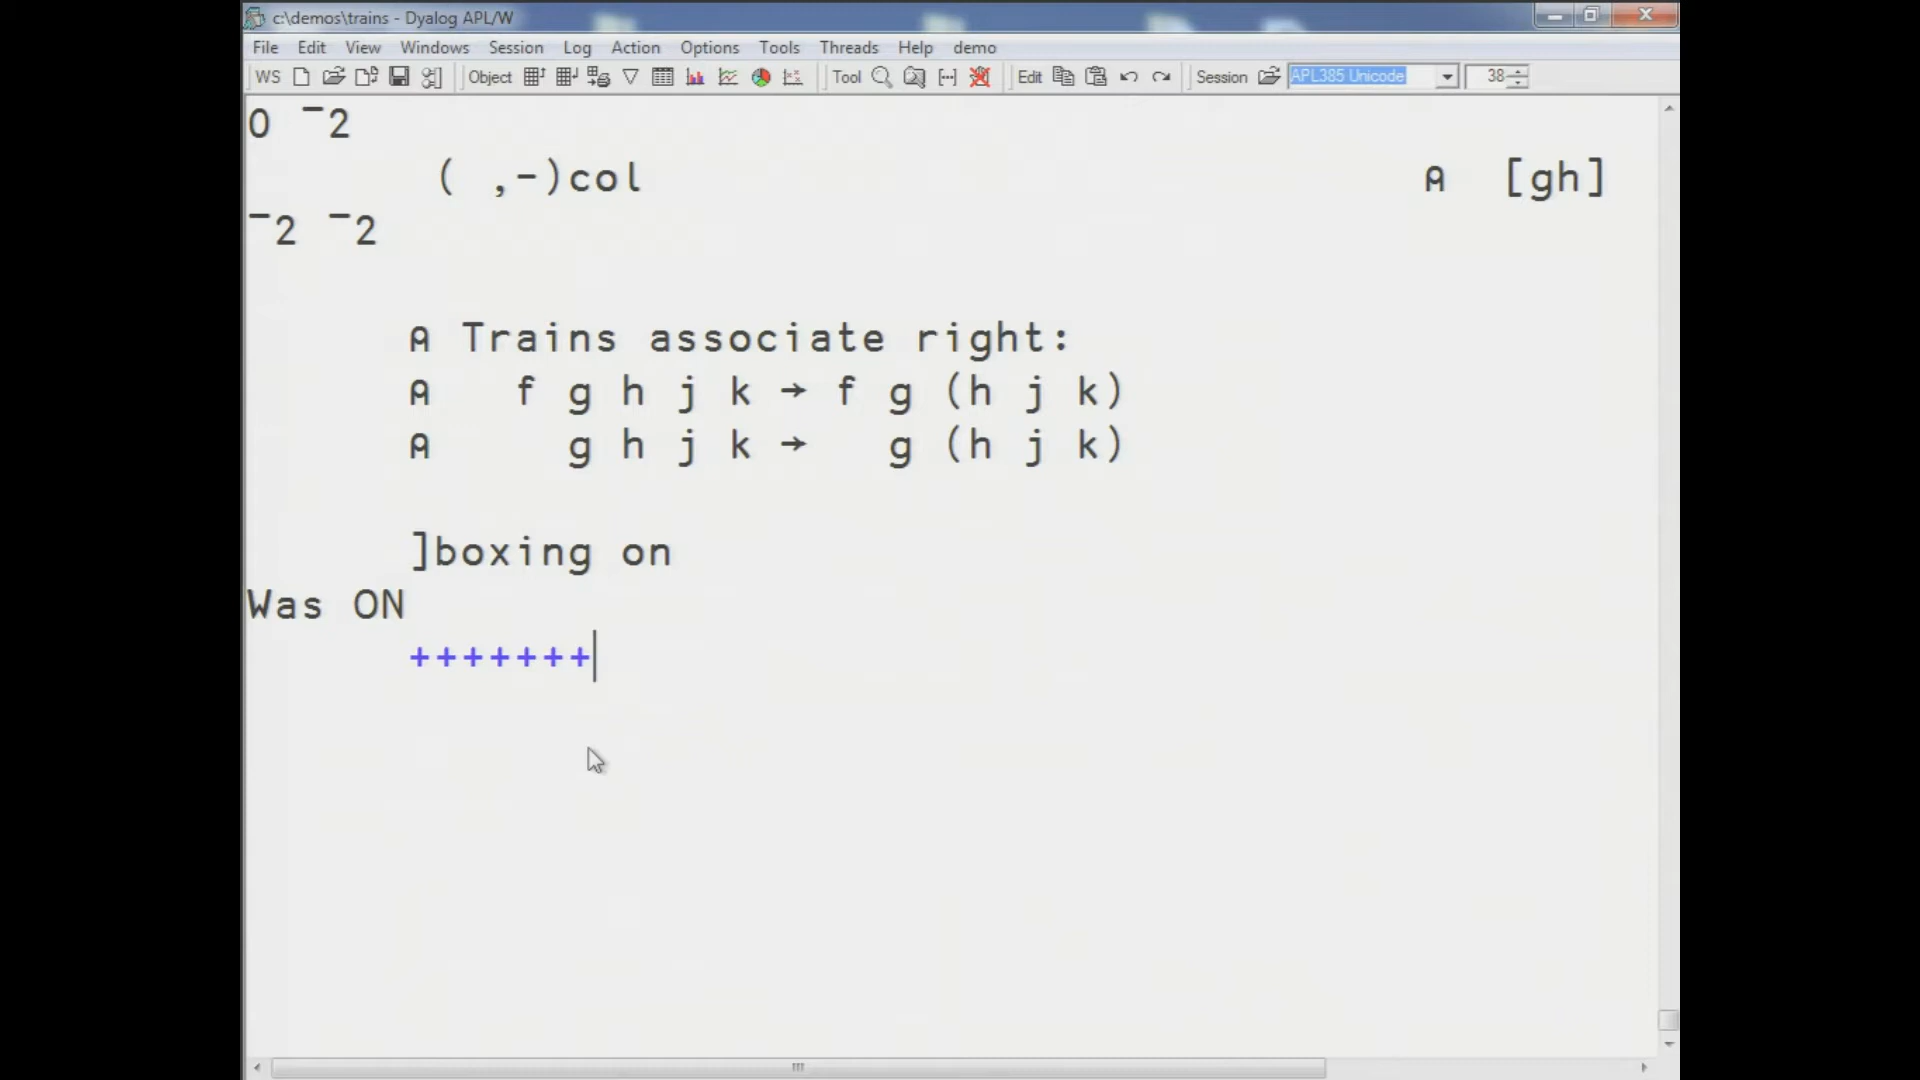 c:\demos\trains - Dyalog APL/W
File Edit View Windows Session Log Action Options Tools Threads Help demo
WS Object Tool Edit Session APL385 Unicode 38
0 ¯2
( ,-)col ⍝ [gh]
¯2 ¯2
⍝ Trains associate right:
⍝ f g h j k → f g (h j k)
⍝ g h j k → g (h j k)
]boxing on
Was ON
+++++++